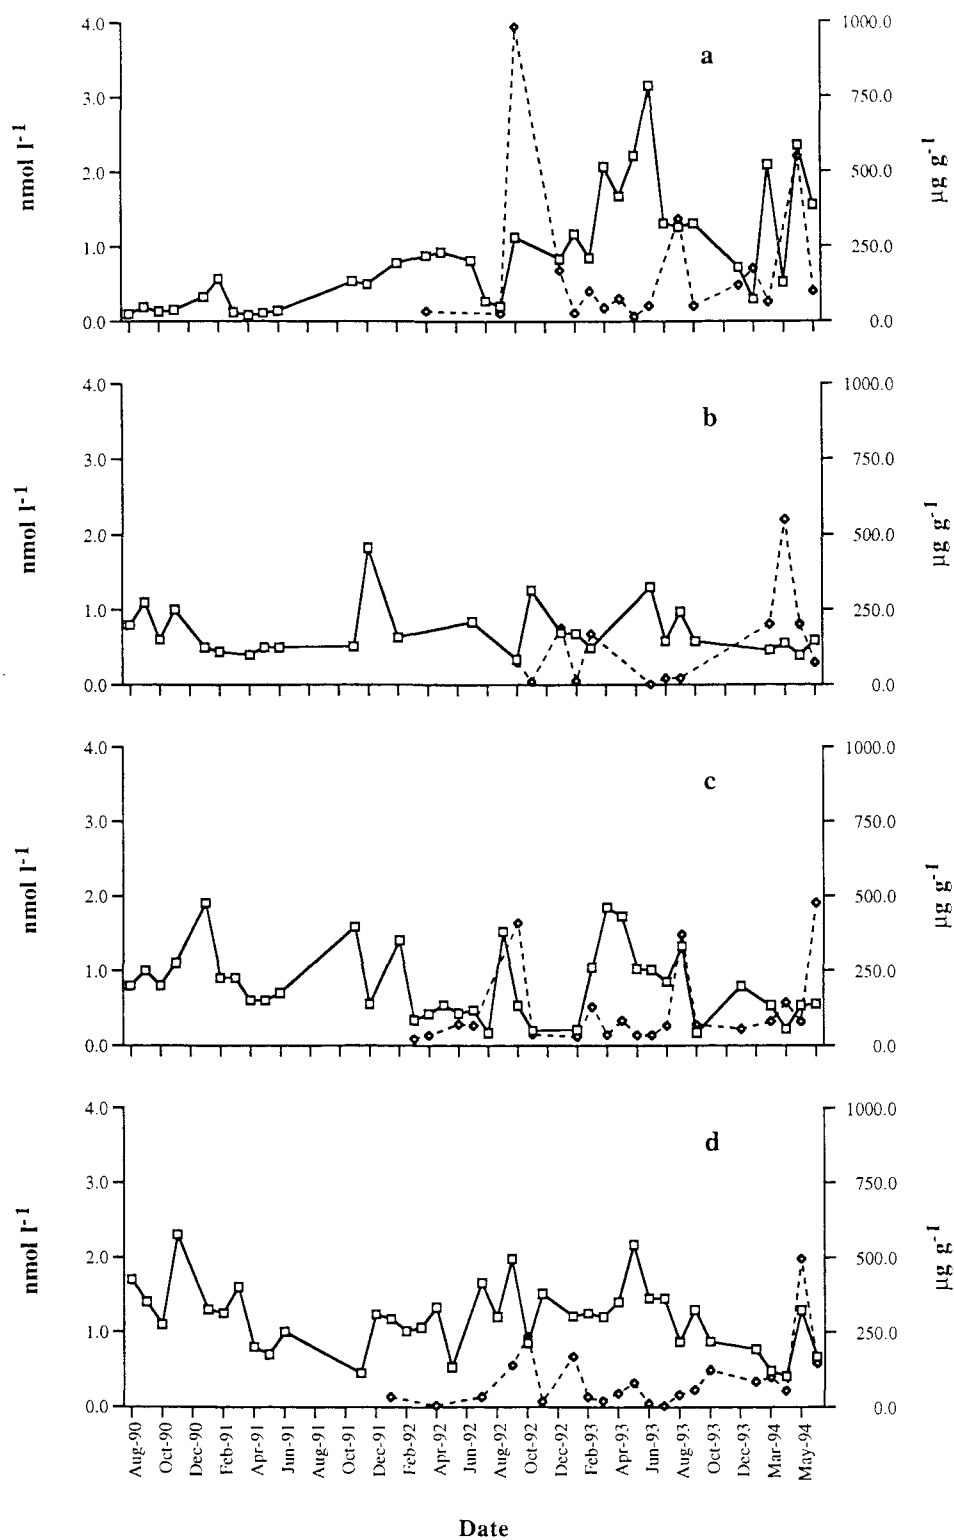 a
4.0
3.0
2.0
1.0
0.0
nmol l-1
1000.0
750.0
500.0
250.0
0.0
µg g-1
b
4.0
3.0
2.0
1.0
0.0
nmol l-1
1000.0
750.0
500.0
250.0
0.0
µg g-1
c
4.0
3.0
2.0
1.0
0.0
nmol l-1
1000.0
750.0
500.0
250.0
0.0
µg g-1
d
4.0
3.0
2.0
1.0
0.0
nmol l-1
1000.0
750.0
500.0
250.0
0.0
µg g-1
Aug-90
Oct-90
Dec-90
Feb-91
Apr-91
Jun-91
Aug-91
Oct-91
Dec-91
Feb-92
Apr-92
Jun-92
Aug-92
Oct-92
Dec-92
Feb-93
Apr-93
Jun-93
Aug-93
Oct-93
Dec-93
Mar-94
May-94
Date